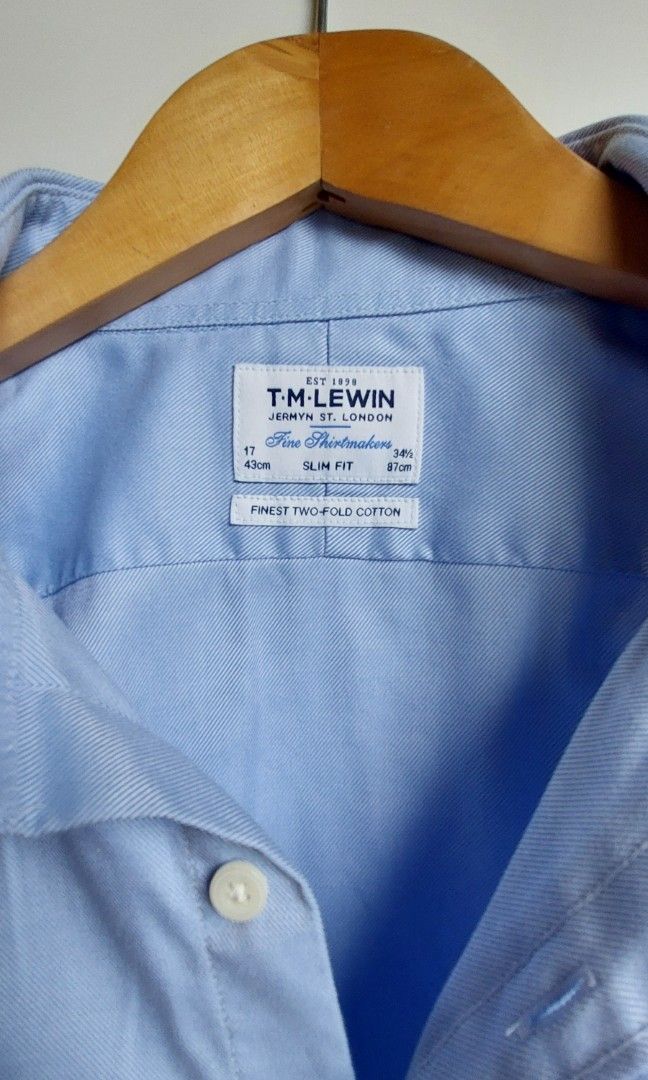 EST 1898
T·M·LEWIN
JERMYN ST. LONDON
Fine Shirtmakers
17 34½
43cm SLIM FIT 87cm
FINEST TWO-FOLD COTTON